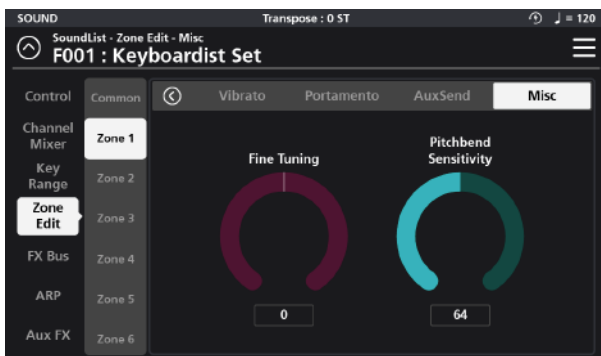 SOUND
Transpose : 0 ST
♩ = 120
SoundList - Zone Edit - Misc
F001 : Keyboardist Set
Control
Channel
Mixer
Key
Range
Zone
Edit
FX Bus
ARP
Aux FX
Common
Zone 1
Zone 2
Zone 3
Zone 4
Zone 5
Zone 6
Vibrato
Portamento
AuxSend
Misc
Fine Tuning
0
Pitchbend
Sensitivity
64